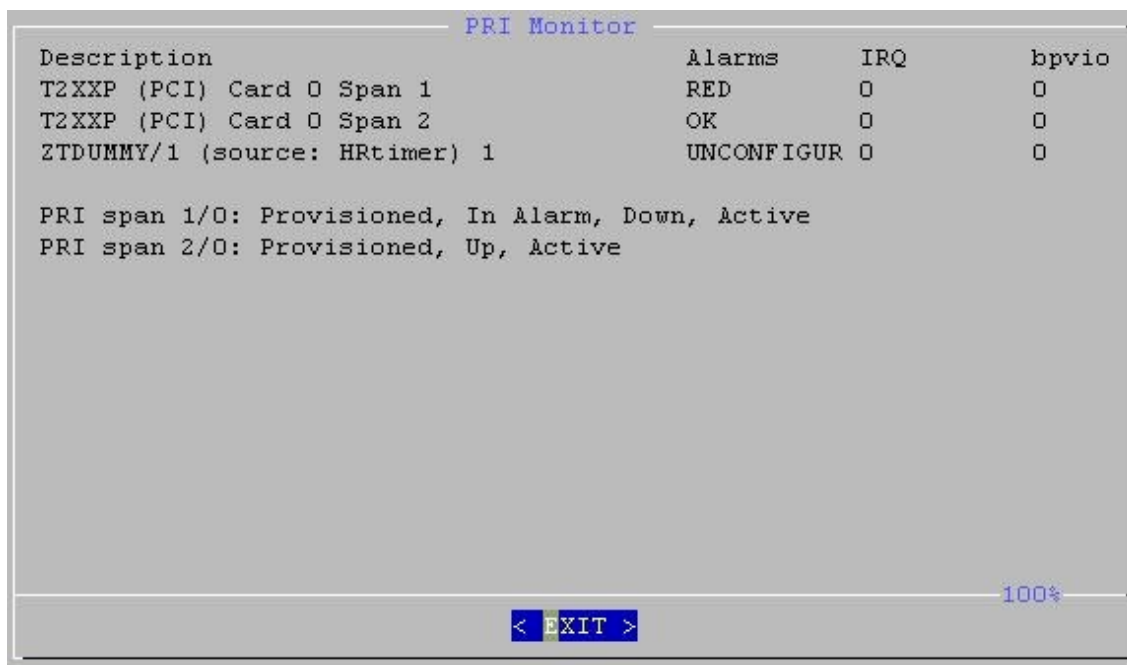 PRI Monitor
Description Alarms IRQ bpvio
T2XXP (PCI) Card 0 Span 1 RED 0 0
T2XXP (PCI) Card 0 Span 2 OK 0 0
ZTDUMMY/1 (source: HRtimer) 1 UNCONFIGUR 0 0
PRI span 1/0: Provisioned, In Alarm, Down, Active
PRI span 2/0: Provisioned, Up, Active
100%
< EXIT >